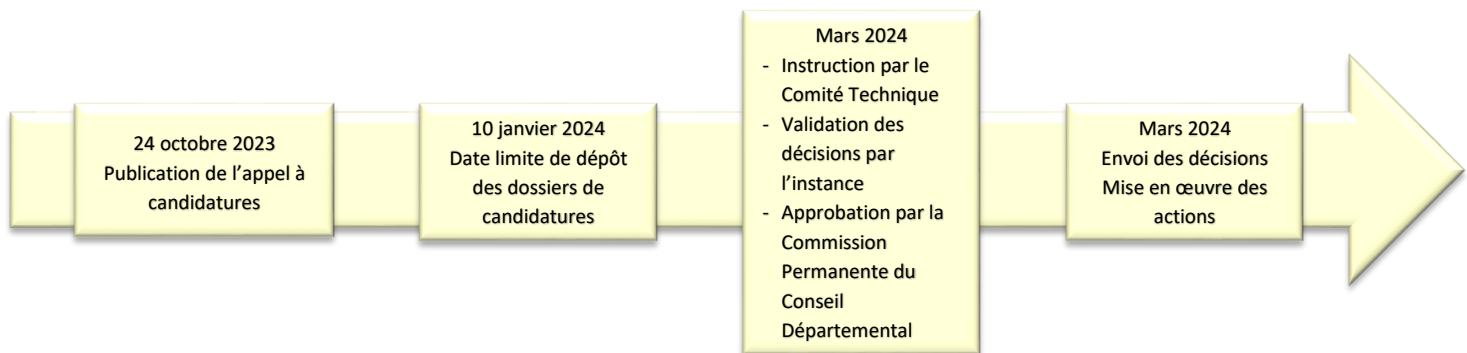 24 octobre 2023
Publication de l’appel à
candidatures
10 janvier 2024
Date limite de dépôt
des dossiers de
candidatures
Mars 2024
- Instruction par le
Comité Technique
- Validation des
décisions par
l’instance
- Approbation par la
Commission
Permanente du
Conseil
Départemental
Mars 2024
Envoi des décisions
Mise en œuvre des
actions